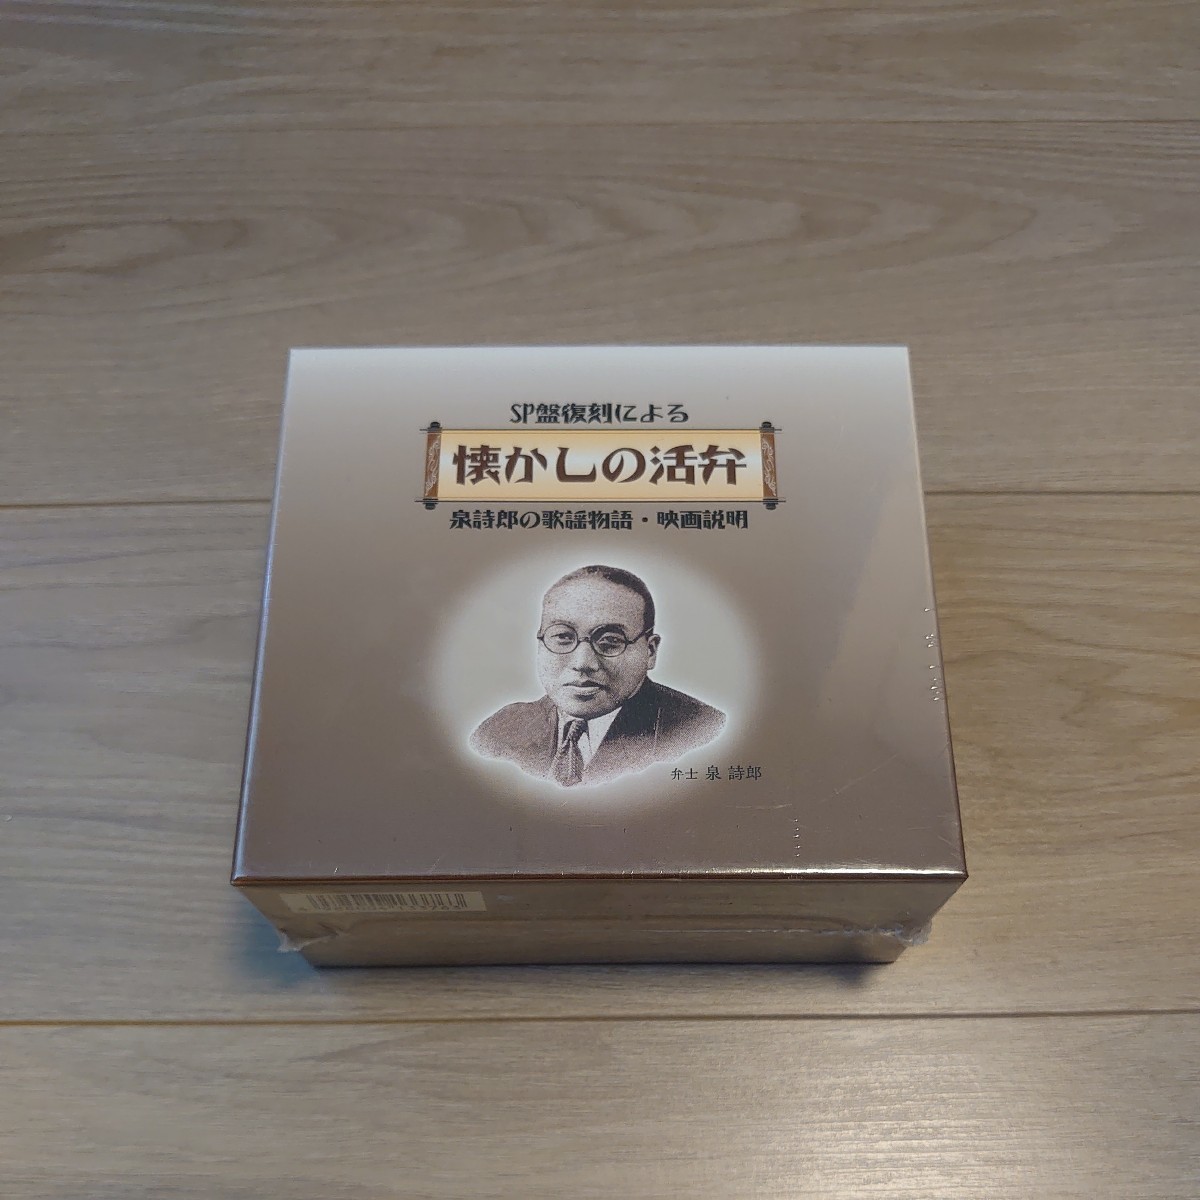 SP盤復刻による
懐かしの活弁
泉詩郎の歌謡物語・映画説明
弁士 泉 詩郎